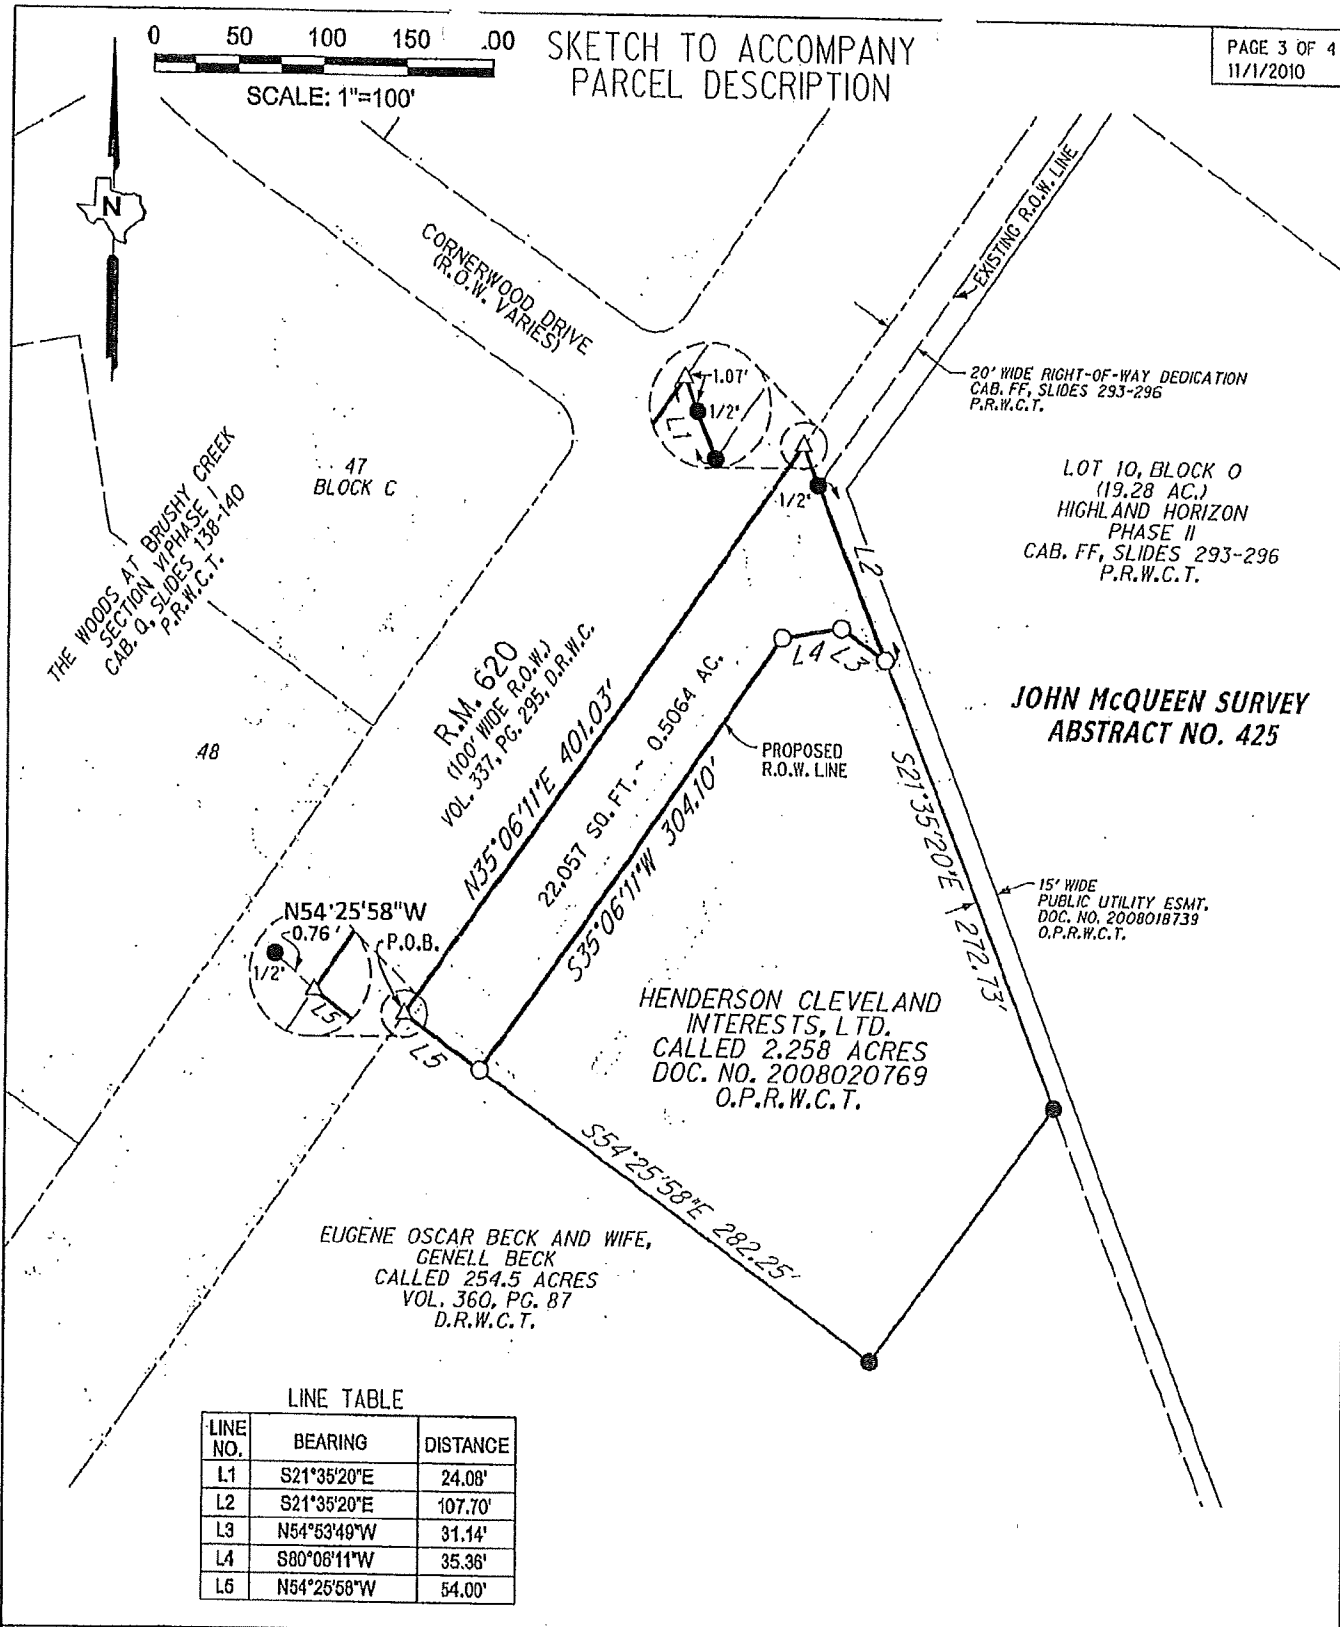 0 50 100 150 .00
SCALE: 1"=100'
SKETCH TO ACCOMPANY
PARCEL DESCRIPTION
PAGE 3 OF 4
11/1/2010
N
CORNERWOOD DRIVE
(R.O.W. VARIES)
EXISTING R.O.W. LINE
1.07'
1/2"
L1
1/2"
20' WIDE RIGHT-OF-WAY DEDICATION
CAB. FF, SLIDES 293-296
P.R.W.C.T.
47
BLOCK C
THE WOODS AT BRUSHY CREEK
SECTION VI PHASE I
CAB. Q, SLIDES 138-140
P.R.W.C.T.
LOT 10, BLOCK O
(19.28 AC.)
HIGHLAND HORIZON
PHASE II
CAB. FF, SLIDES 293-296
P.R.W.C.T.
L2
L4
L3
R.M. 620
(100' WIDE R.O.W.)
VOL. 337, PG. 295, D.R.W.C.
N35°06'11"E 401.03'
22,057 SQ. FT. ~ 0.5064 AC.
S35°06'11"W 304.10'
PROPOSED
R.O.W. LINE
JOHN McQUEEN SURVEY
ABSTRACT NO. 425
48
S21°35'20"E 272.73'
15' WIDE
PUBLIC UTILITY ESMT.
DOC. NO. 2008018739
O.P.R.W.C.T.
N54°25'58"W
0.76'
P.O.B.
1/2"
L5
L5
HENDERSON CLEVELAND
INTERESTS, LTD.
CALLED 2.258 ACRES
DOC. NO. 2008020769
O.P.R.W.C.T.
S54°25'58"E 282.25'
EUGENE OSCAR BECK AND WIFE,
GENELL BECK
CALLED 254.5 ACRES
VOL. 360, PG. 87
D.R.W.C.T.
LINE TABLE
LINE NO. BEARING DISTANCE
L1 S21°35'20"E 24.08'
L2 S21°35'20"E 107.70'
L3 N54°53'49"W 31.14'
L4 S80°06'11"W 35.36'
L5 N54°25'58"W 54.00'